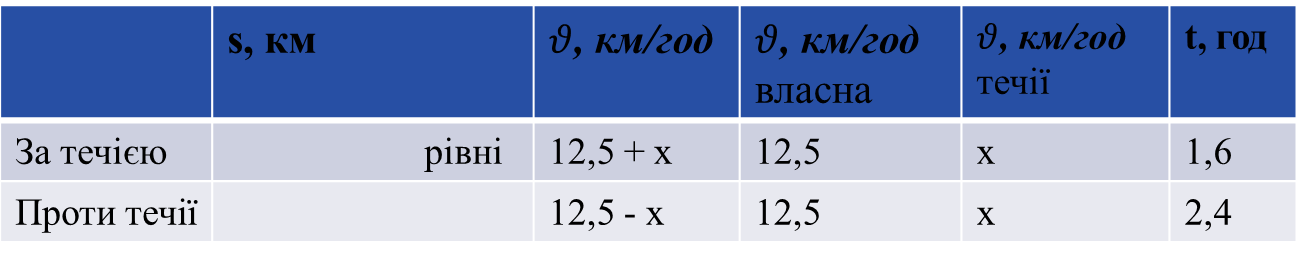 s, км ϑ, км/год ϑ, км/год власна ϑ, км/год течії t, год
За течією рівні 12,5 + x 12,5 x 1,6
Проти течії 12,5 - x 12,5 x 2,4